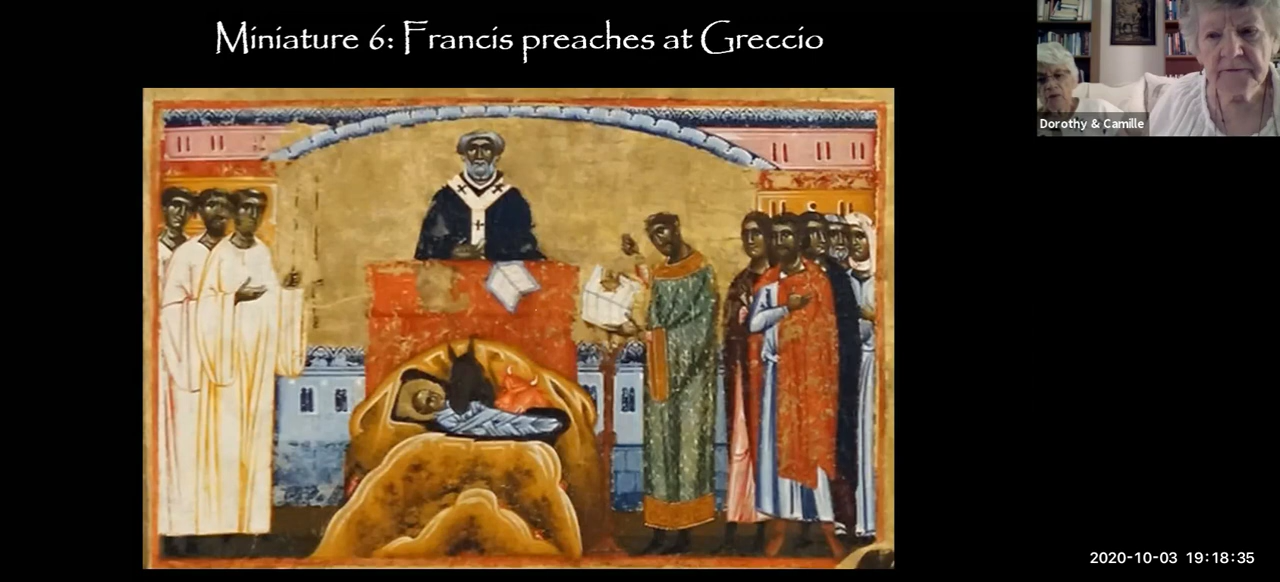 Miniature 6: Francis preaches at Greccio
Dorothy & Camille
2020-10-03 19:18:35